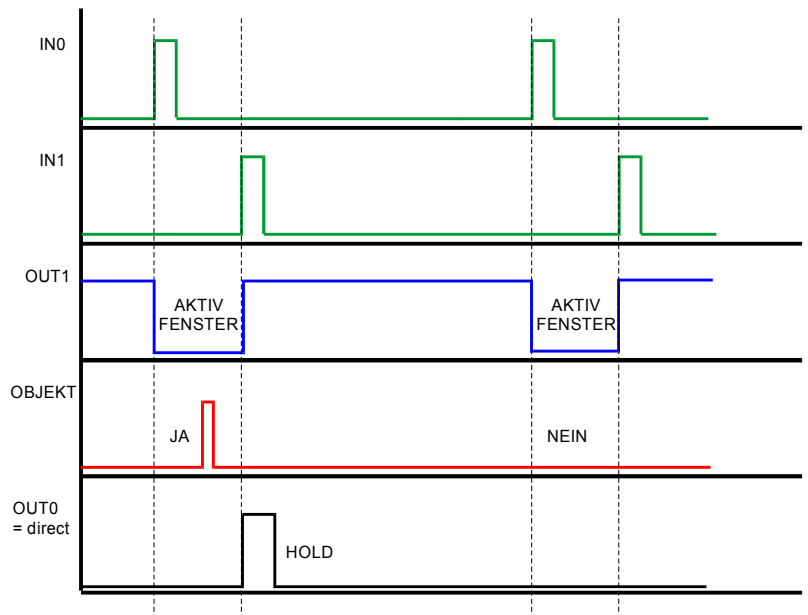 IN0
IN1
OUT1
AKTIV
FENSTER
AKTIV
FENSTER
OBJEKT
JA
NEIN
OUT0
= direct
HOLD